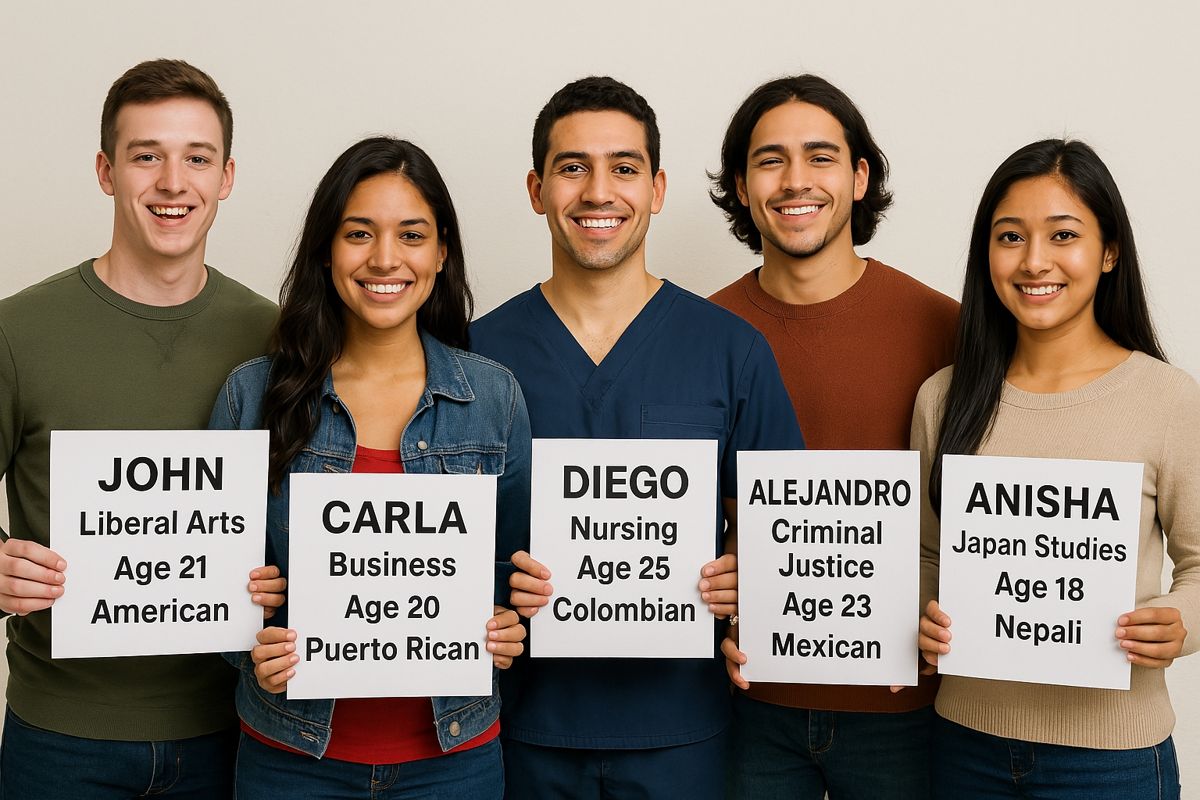 JOHN
Liberal Arts
Age 21
American
CARLA
Business
Age 20
Puerto Rican
DIEGO
Nursing
Age 25
Colombian
ALEJANDRO
Criminal
Justice
Age 23
Mexican
ANISHA
Japan Studies
Age 18
Nepali